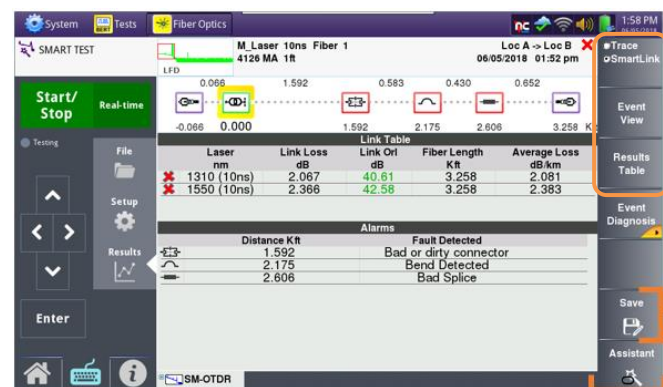 System Tests Fiber Optics nc 1:58 PM
06/05/2018
SMART TEST
LFD
M_Laser 10ns Fiber 1
4126 MA 1ft
Loc A -> Loc B
06/05/2018 01:52 pm
Trace
SmartLink
Start/
Stop
Real-time
Testing
File
Setup
Results
Enter
0.066 1.592 0.583 0.430 0.652
-0.066 0.000 1.592 2.175 2.606 3.258
Link Table
Laser Link Loss Link Orl Fiber Length Average Loss
nm dB dB Kft dB/km
1310 (10ns) 2.067 40.61 3.258 2.081
1550 (10ns) 2.366 42.58 3.258 2.383
Alarms
Distance Kft Fault Detected
1.592 Bad or dirty connector
2.175 Bend Detected
2.606 Bad Splice
SM-OTDR
Event
View
Results
Table
Event
Diagnosis
Save
Assistant